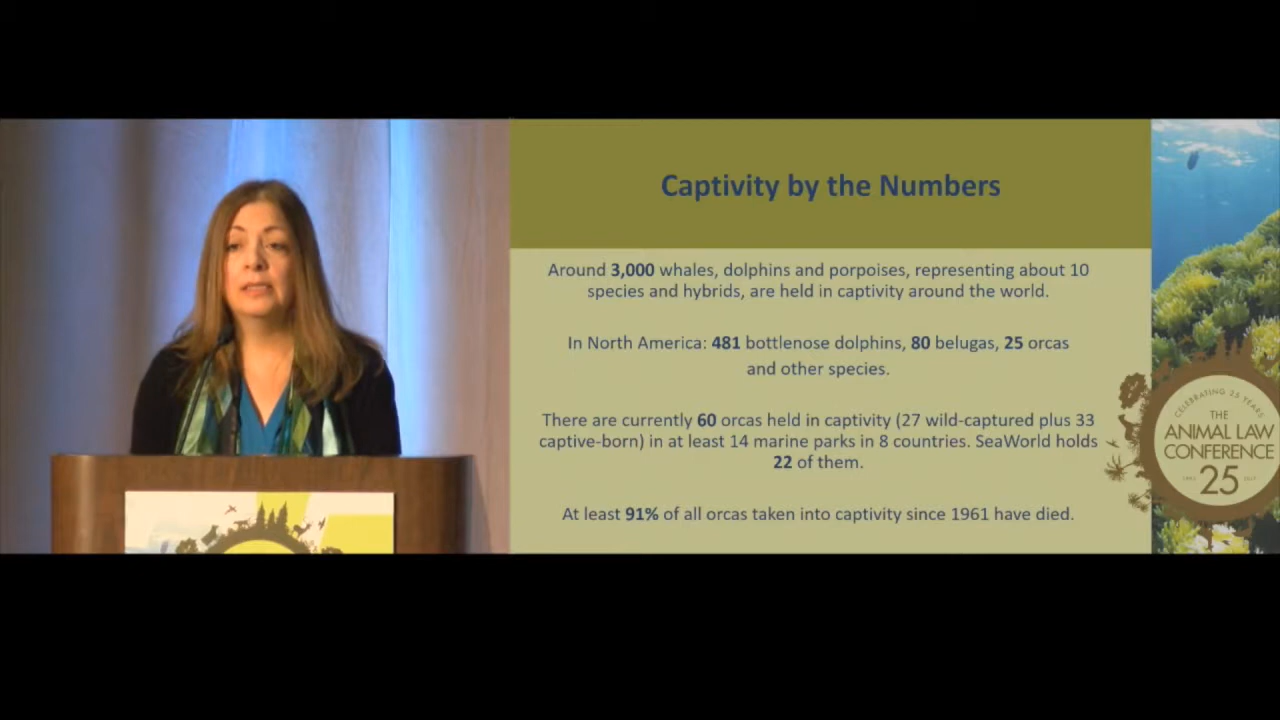 Captivity by the Numbers
Around 3,000 whales, dolphins and porpoises, representing about 10
species and hybrids, are held in captivity around the world.
In North America: 481 bottlenose dolphins, 80 belugas, 25 orcas
and other species.
There are currently 60 orcas held in captivity (27 wild-captured plus 33
captive-born) in at least 14 marine parks in 8 countries. SeaWorld holds
22 of them.
At least 91% of all orcas taken into captivity since 1961 have died.
CELEBRATING 25 YEARS
THE
ANIMAL LAW
CONFERENCE
25